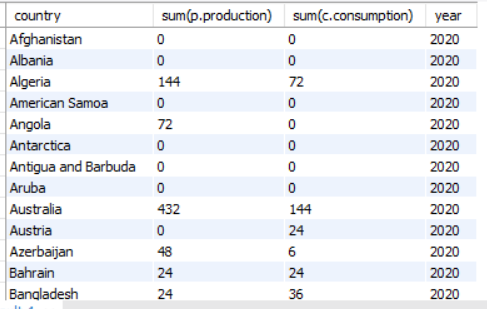 country sum(p.production) sum(c.consumption) year
Afghanistan 0 0 2020
Albania 0 0 2020
Algeria 144 72 2020
American Samoa 0 0 2020
Angola 72 0 2020
Antarctica 0 0 2020
Antigua and Barbuda 0 0 2020
Aruba 0 0 2020
Australia 432 144 2020
Austria 0 24 2020
Azerbaijan 48 6 2020
Bahrain 24 24 2020
Bangladesh 24 36 2020